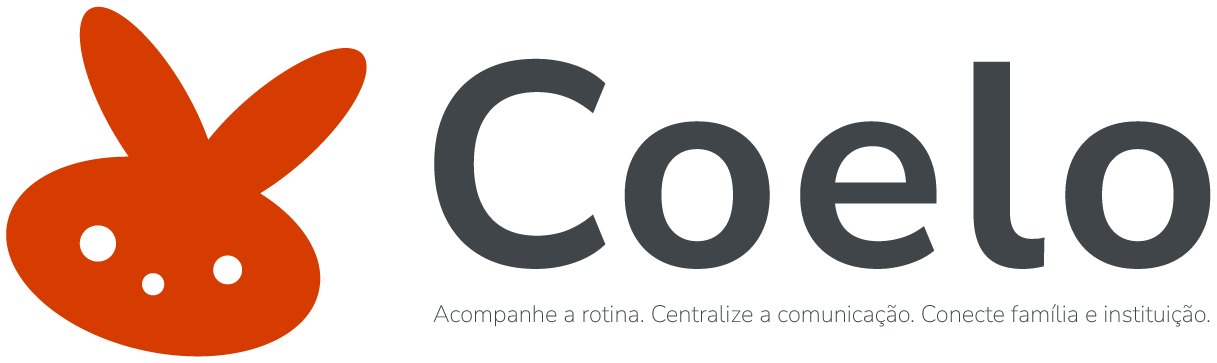 Coelo
Acompanhe a rotina. Centralize a comunicação. Conecte família e instituição.